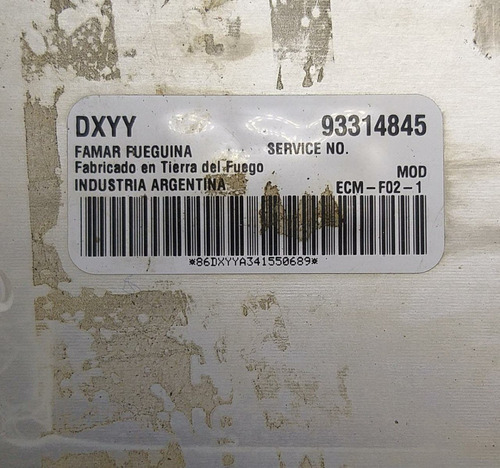 DXYY 93314845
FAMAR FUEGUINA SERVICE NO.
Fabricado en Tierra del Fuego MOD
INDUSTRIA ARGENTINA ECM-F02-1
*86DXYYA341550689*